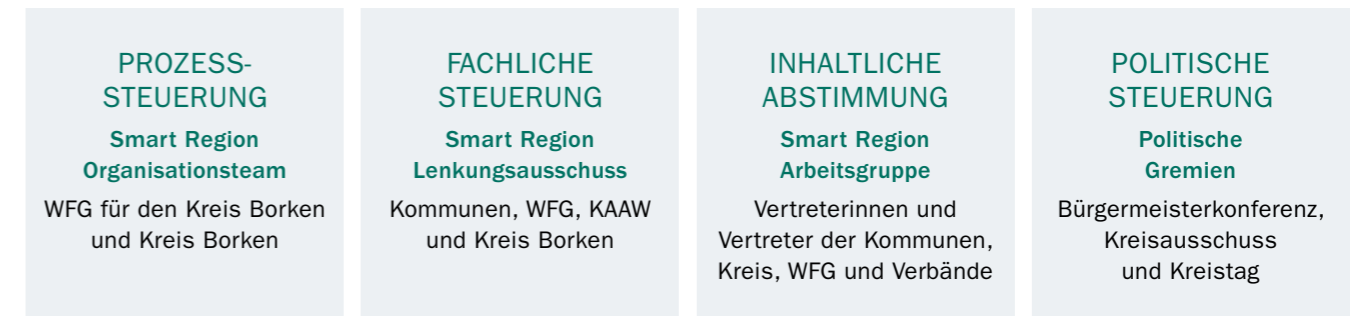 PROZESS-
STEUERUNG
Smart Region
Organisationsteam
WFG für den Kreis Borken
und Kreis Borken
FACHLICHE
STEUERUNG
Smart Region
Lenkungsausschuss
Kommunen, WFG, KAAW
und Kreis Borken
INHALTLICHE
ABSTIMMUNG
Smart Region
Arbeitsgruppe
Vertreterinnen und
Vertreter der Kommunen,
Kreis, WFG und Verbände
POLITISCHE
STEUERUNG
Politische
Gremien
Bürgermeisterkonferenz,
Kreisausschuss
und Kreistag